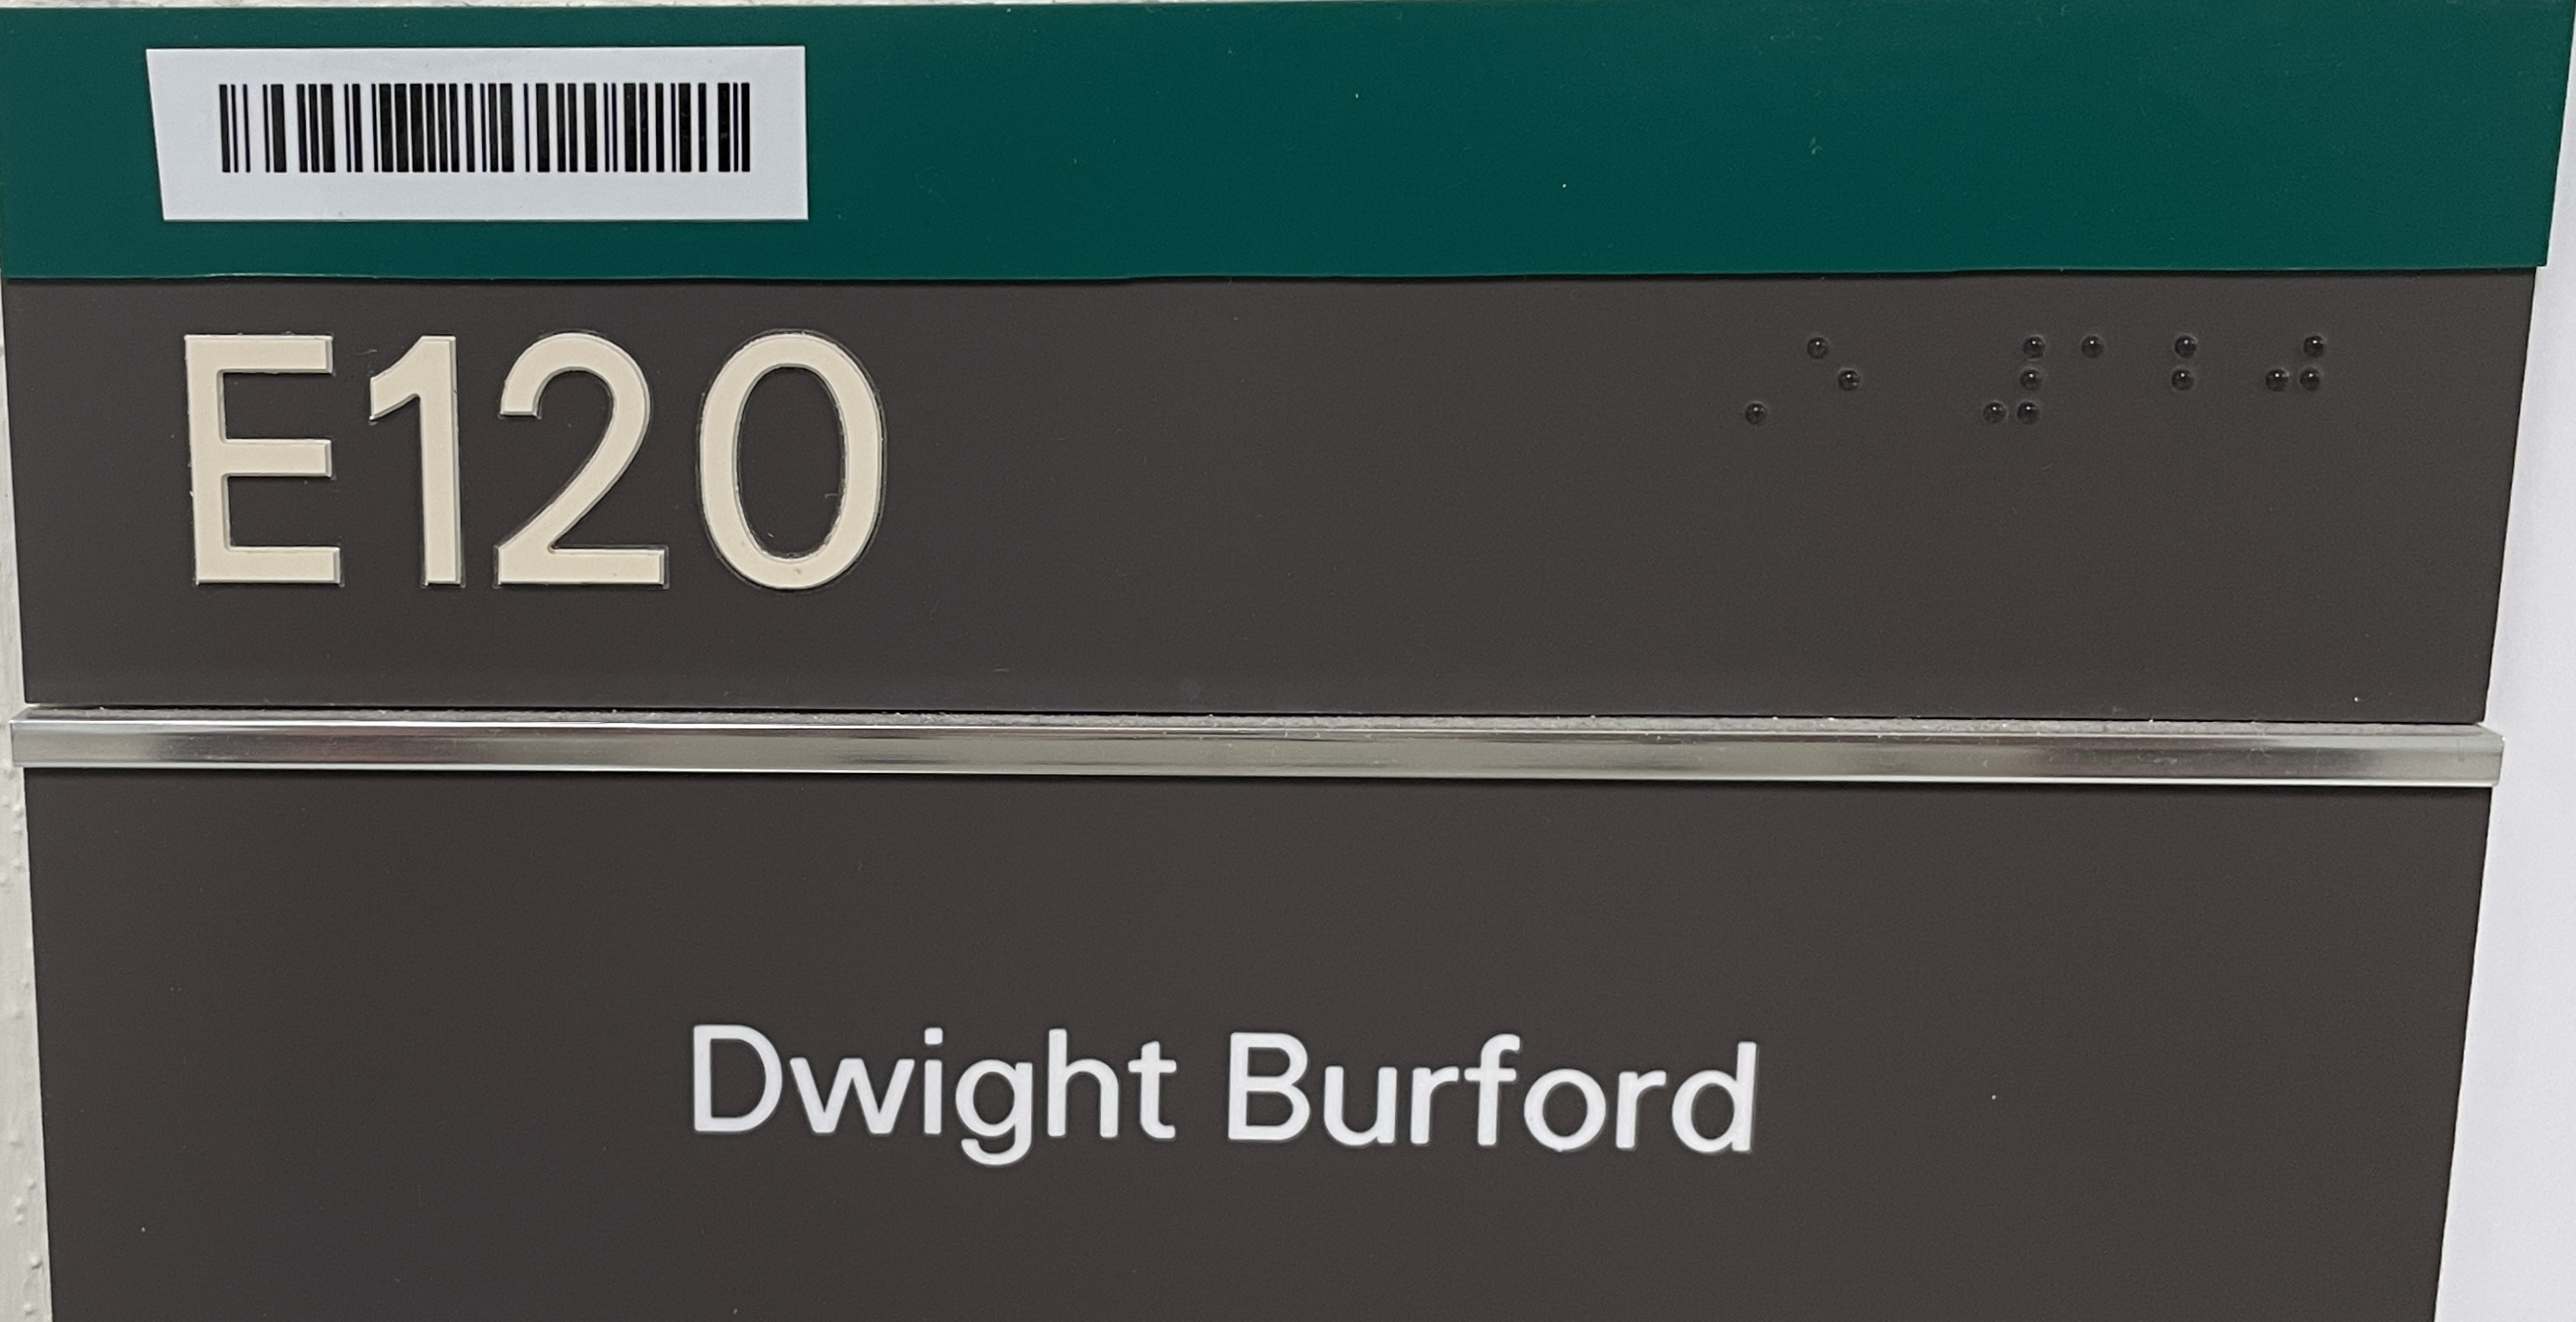 E120
⠠⠑ ⠼⠁⠃⠚
Dwight Burford